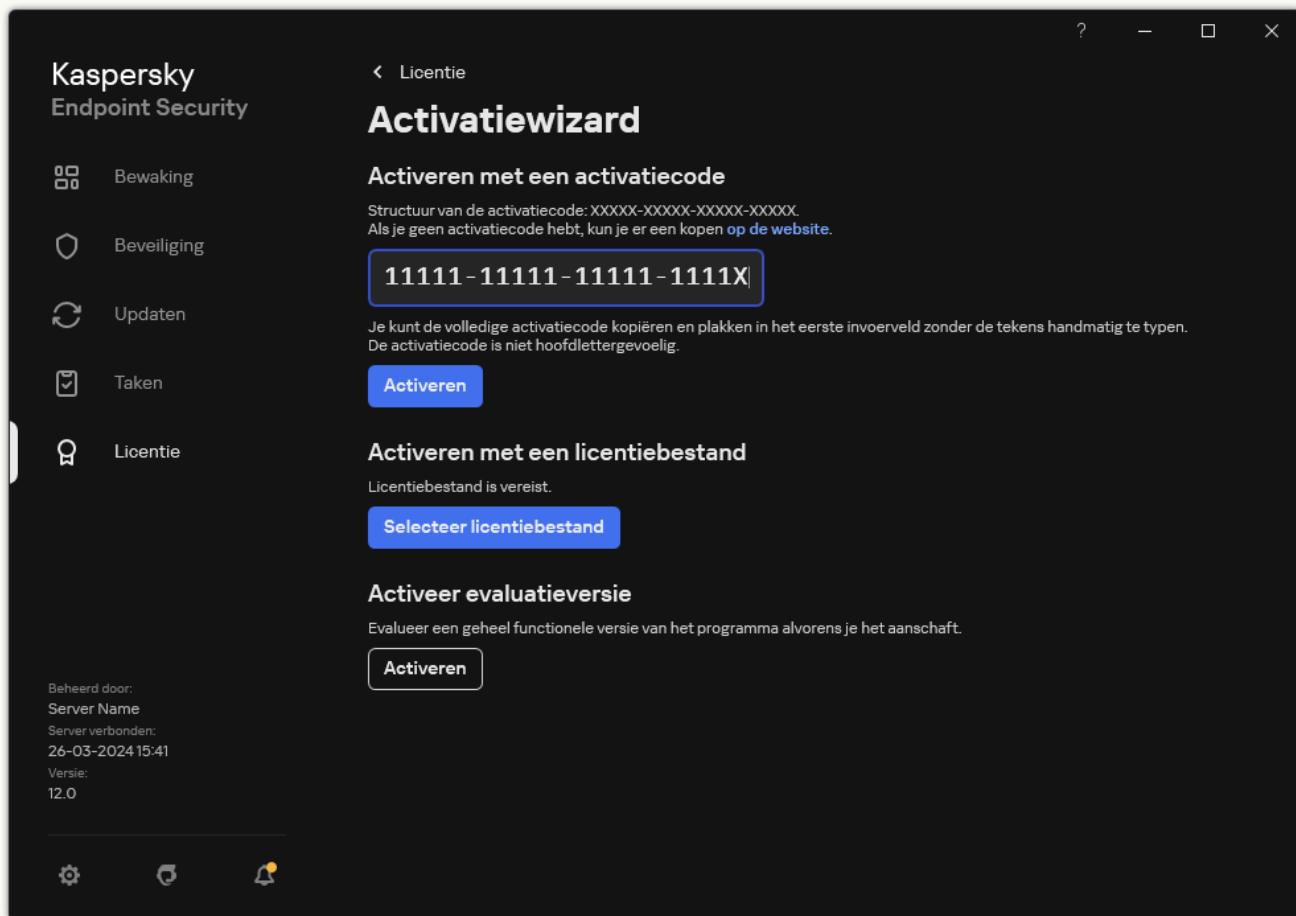 ?
Kaspersky
Endpoint Security
Bewaking
Beveiliging
Updaten
Taken
Licentie
Beheerd door:
Server Name
Server verbonden:
26-03-2024 15:41
Versie:
12.0
Licentie
Activatiewizard
Activeren met een activatiecode
Structuur van de activatiecode: XXXXX-XXXXX-XXXXX-XXXXX.
Als je geen activatiecode hebt, kun je er een kopen op de website.
11111-11111-11111-1111X
Je kunt de volledige activatiecode kopiëren en plakken in het eerste invoerveld zonder de tekens handmatig te typen.
De activatiecode is niet hoofdlettergevoelig.
Activeren
Activeren met een licentiebestand
Licentiebestand is vereist.
Selecteer licentiebestand
Activeer evaluatieversie
Evalueer een geheel functionele versie van het programma alvorens je het aanschaft.
Activeren